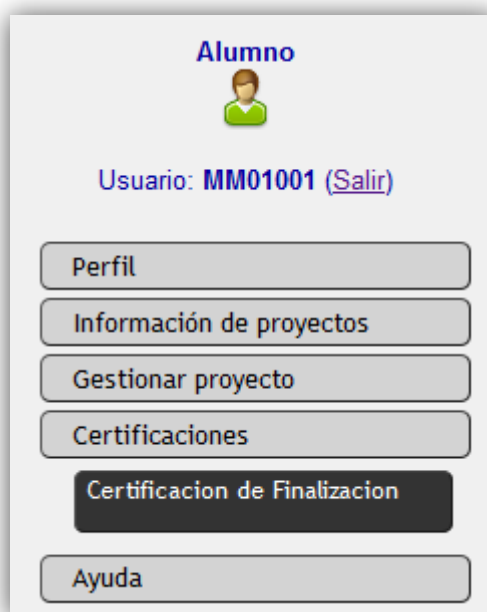 Alumno
Usuario: MM01001 (Salir)
Perfil
Información de proyectos
Gestionar proyecto
Certificaciones
Certificacion de Finalizacion
Ayuda